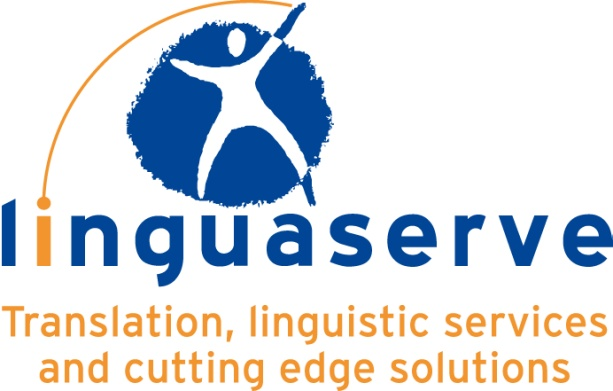 linguaserve
Translation, linguistic services
and cutting edge solutions